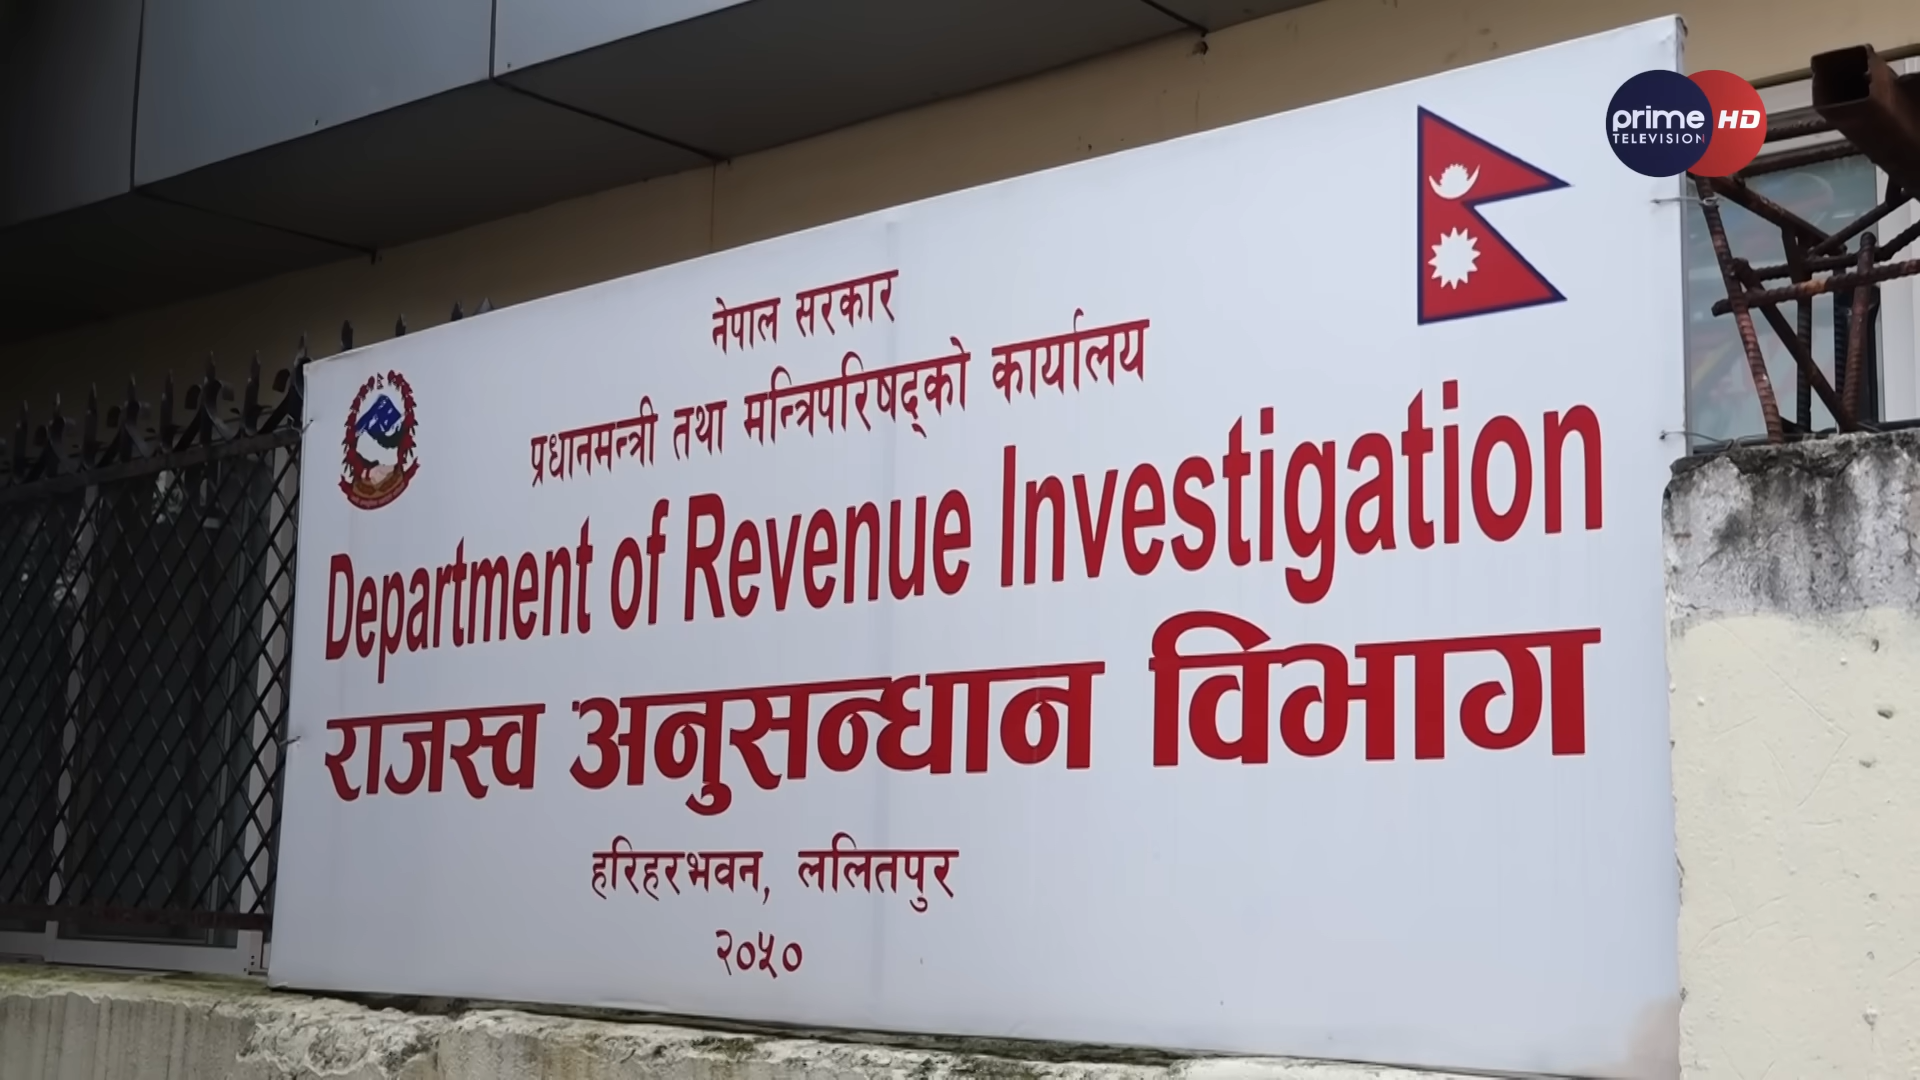 prime HD
TELEVISION
नेपाल सरकार
प्रधानमन्त्री तथा मन्त्रिपरिषद्को कार्यालय
Department of Revenue Investigation
राजस्व अनुसन्धान विभाग
हरिहरभवन, ललितपुर
२०५०